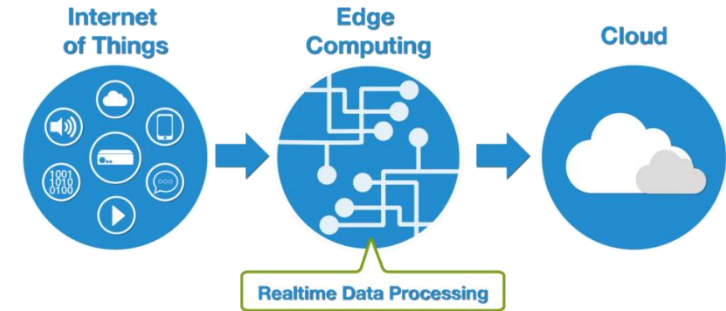 Internet
of Things
Edge
Computing
Cloud
1001
1010
0100
Realtime Data Processing